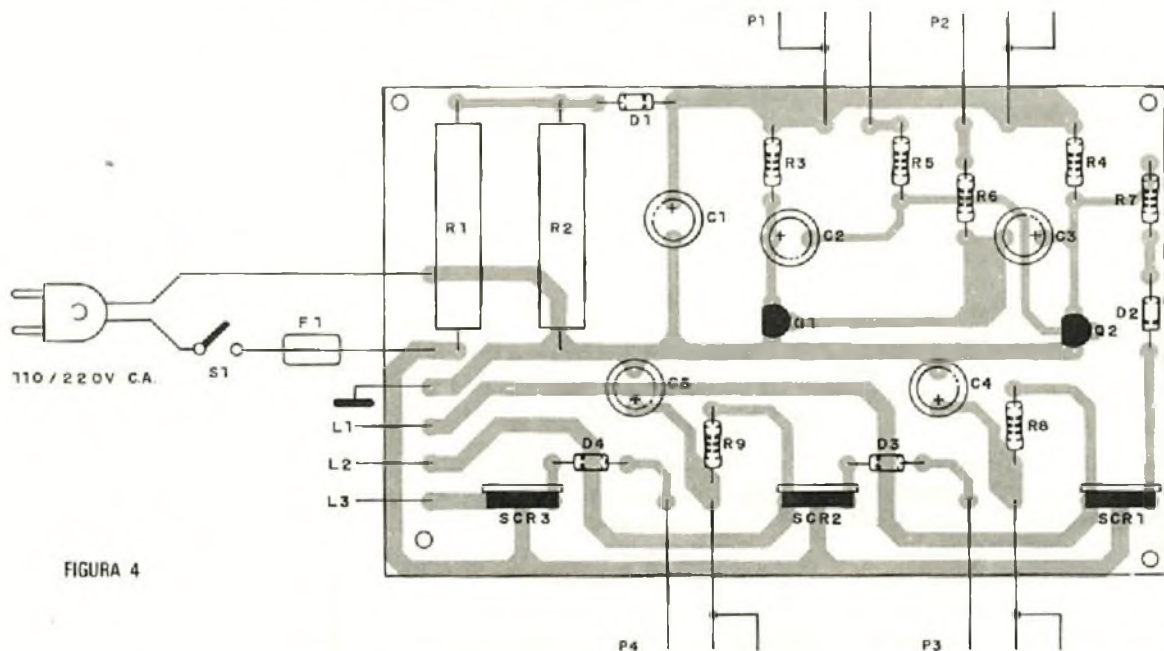 P1
P2
D1
R3
R5
R6
R4
R7
R1
R2
C1
C2
C3
D2
F1
S1
Q1
Q2
110/220V C.A.
C5
C4
L1
L2
L3
D4
R9
D3
R8
SCR3
SCR2
SCR1
FIGURA 4
P4
P3